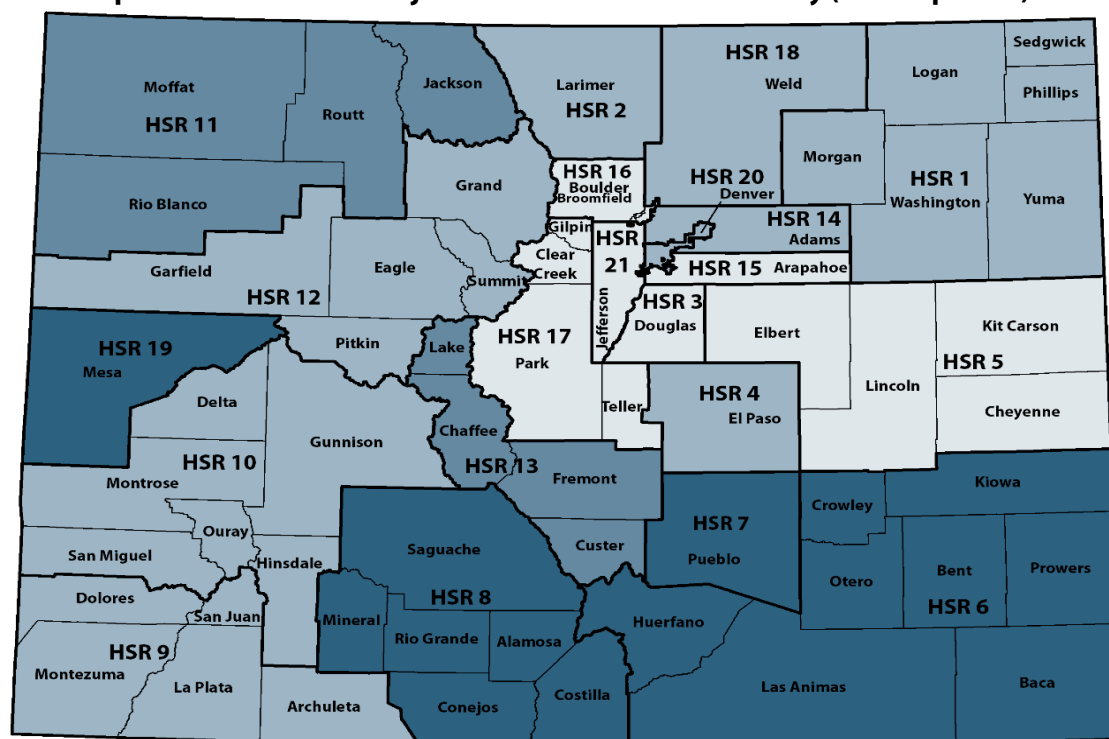 HSR 18
Sedgwick
Logan
Weld
Jackson
Larimer
Moffat
Phillips
HSR 2
Routt
HSR 11
Morgan
HSR 16
Boulder
Broomfield
HSR 20
Denver
HSR 1
Washington
Yuma
Grand
Rio Blanco
Gilpin
HSR
21
HSR 14
Adams
Clear
Creek
Eagle
Summit
HSR 15
Arapahoe
Garfield
HSR 12
HSR 3
Douglas
Jefferson
Elbert
Kit Carson
HSR 17
Park
HSR 5
Pitkin
Lake
HSR 19
Mesa
Lincoln
HSR 4
El Paso
Teller
Cheyenne
Delta
Chaffee
Gunnison
HSR 13
HSR 10
Montrose
Fremont
Kiowa
Crowley
HSR 7
Pueblo
Ouray
Custer
Saguache
San Miguel
Hinsdale
Bent
Prowers
Otero
HSR 6
Dolores
HSR 8
San Juan
Mineral
Rio Grande
Alamosa
Huerfano
HSR 9
Montezuma
La Plata
Las Animas
Baca
Costilla
Archuleta
Conejos